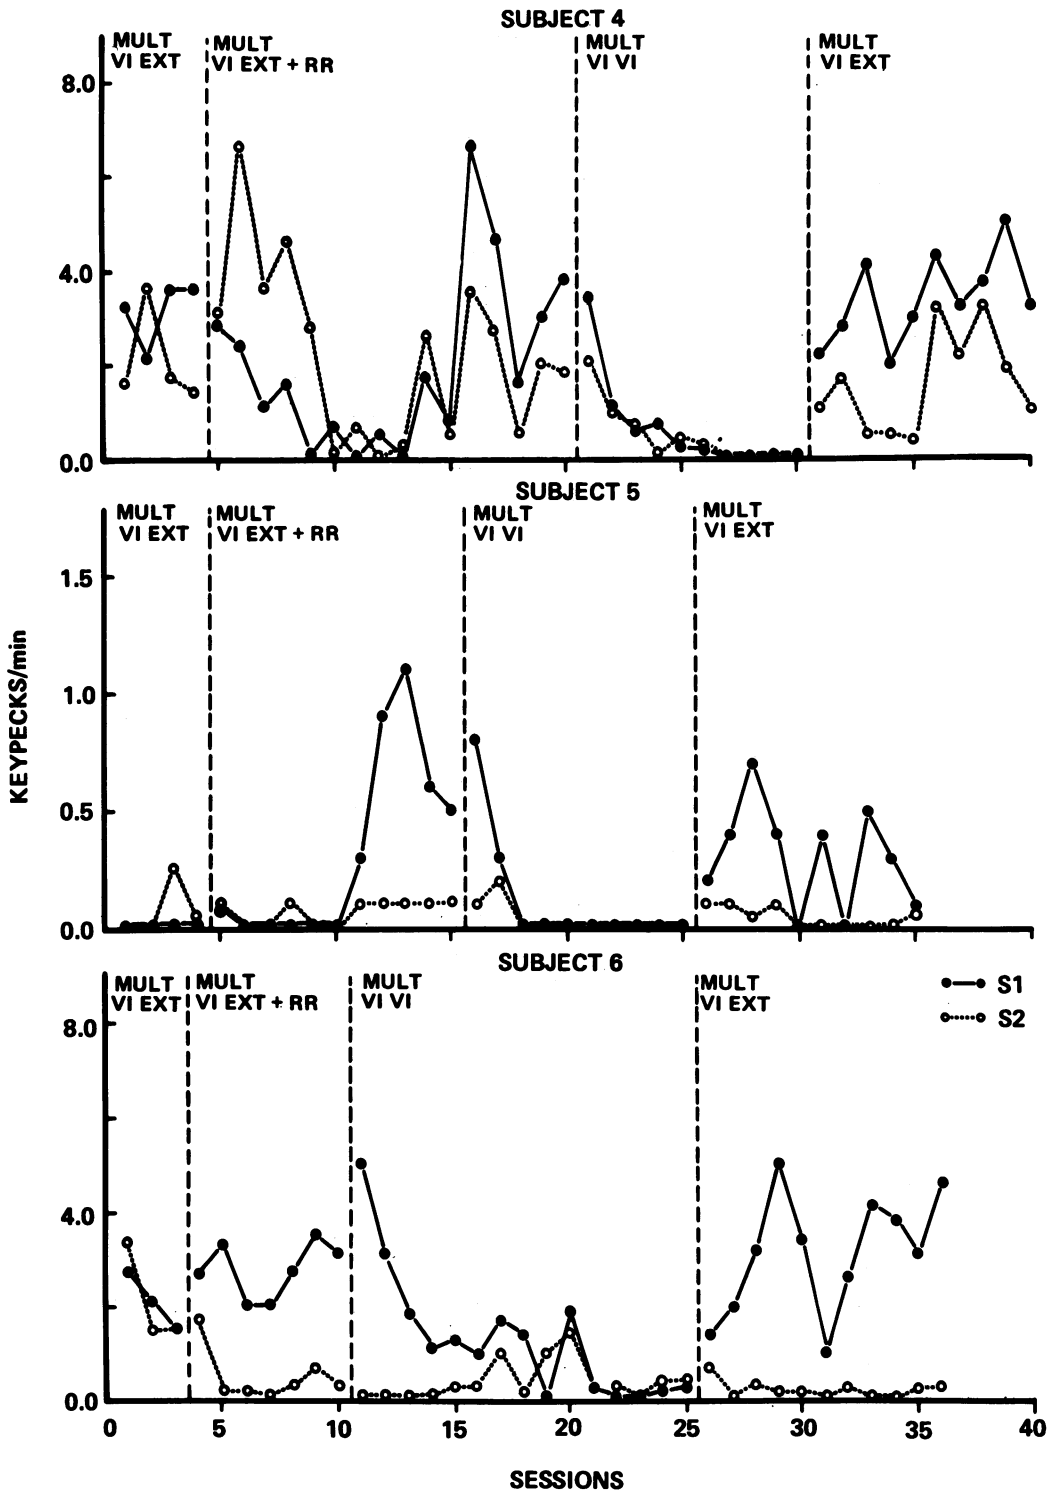 SUBJECT 4
MULT
VI EXT
MULT
VI EXT + RR
MULT
VI VI
MULT
VI EXT
8.0
4.0
0.0
SUBJECT 5
MULT
VI EXT
MULT
VI EXT + RR
MULT
VI VI
MULT
VI EXT
1.5
1.0
0.5
0.0
KEYPECKS/min
SUBJECT 6
MULT
VI EXT
MULT
VI EXT + RR
MULT
VI VI
MULT
VI EXT
S1
S2
8.0
4.0
0.0
0 5 10 15 20 25 30 35 40
SESSIONS